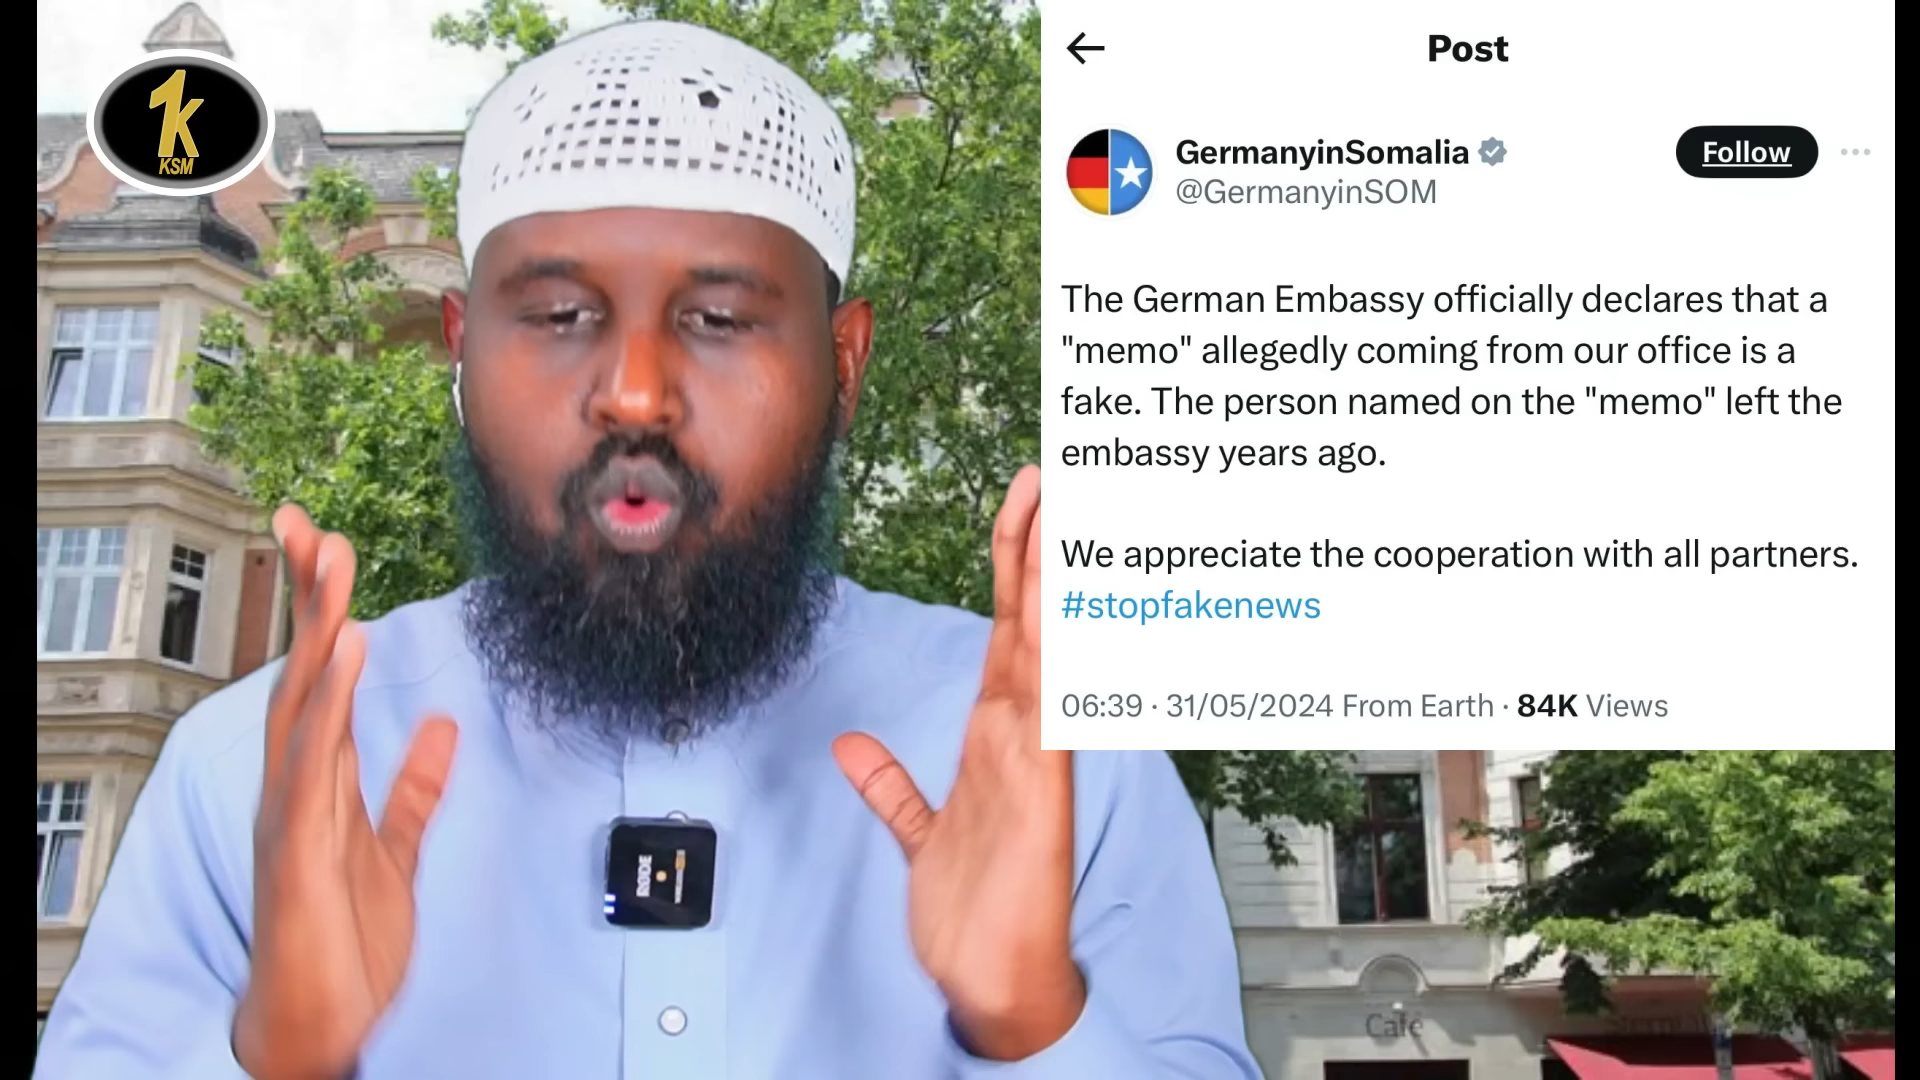 1k
KSM
Post
GermanyinSomalia
@GermanyinSOM
Follow
The German Embassy officially declares that a
"memo" allegedly coming from our office is a
fake. The person named on the "memo" left the
embassy years ago.
We appreciate the cooperation with all partners.
#stopfakenews
06:39 · 31/05/2024 From Earth · 84K Views
RØDE
Café